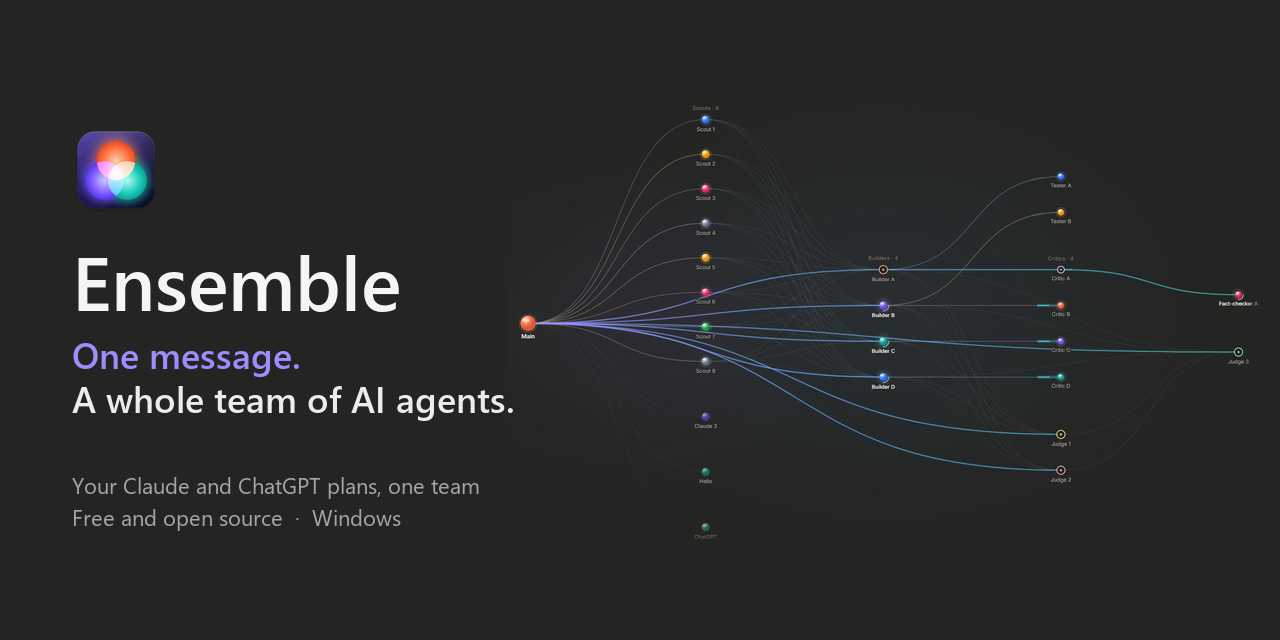 Ensemble
One message.
A whole team of AI agents.
Your Claude and ChatGPT plans, one team
Free and open source · Windows
Main
Scouts · 8
Scout 1
Scout 2
Scout 3
Scout 4
Scout 5
Scout 6
Scout 7
Scout 8
Claude 3
Hello
ChatGPT
Builders · 4
Builder A
Builder B
Builder C
Builder D
Tester A
Tester B
Critics · 4
Critic A
Critic B
Critic C
Critic D
Judge 1
Judge 2
Fact-checker A
Judge 3